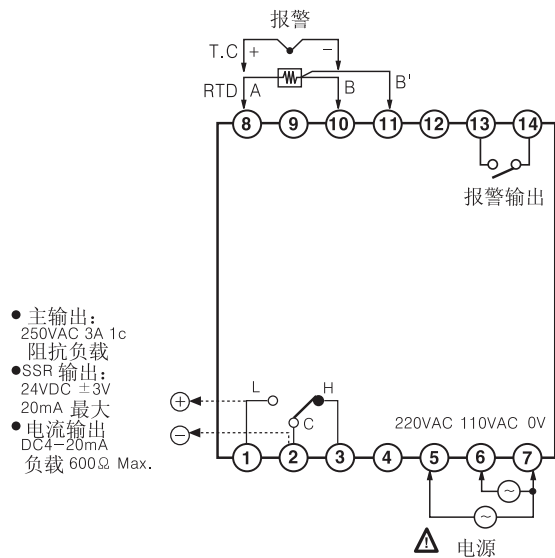 报警
T.C + −
RTD A B B'
8 9 10 11 12 13 14
报警输出
● 主输出：
250VAC 3A 1c
阻抗负载
●SSR 输出：
24VDC ±3V
20mA 最大
● 电流输出
DC4−20mA
负载 600Ω Max.
+
−
L H
C
220VAC 110VAC 0V
1 2 3 4 5 6 7
~
~
! 电源